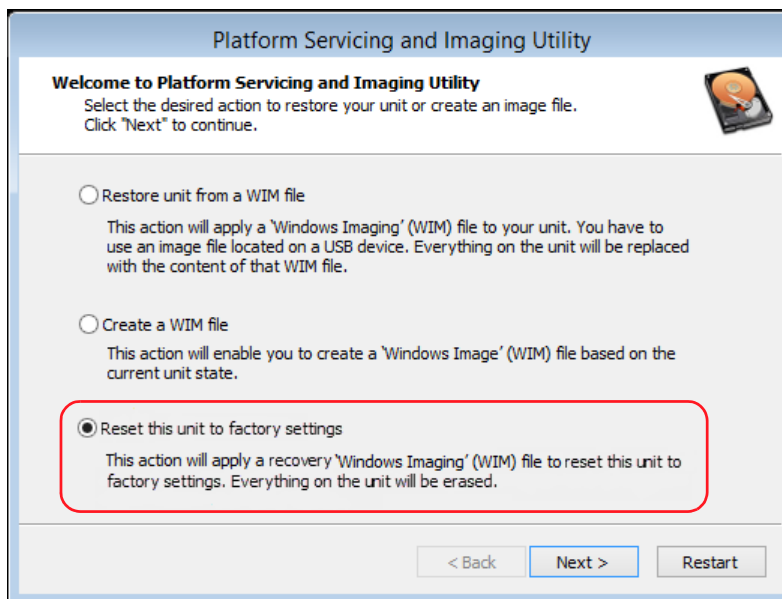 Platform Servicing and Imaging Utility
Welcome to Platform Servicing and Imaging Utility
Select the desired action to restore your unit or create an image file.
Click "Next" to continue.
Restore unit from a WIM file
This action will apply a 'Windows Imaging' (WIM) file to your unit. You have to
use an image file located on a USB device. Everything on the unit will be replaced
with the content of that WIM file.
Create a WIM file
This action will enable you to create a 'Windows Image' (WIM) file based on the
current unit state.
Reset this unit to factory settings
This action will apply a recovery 'Windows Imaging' (WIM) file to reset this unit to
factory settings. Everything on the unit will be erased.
< Back Next > Restart